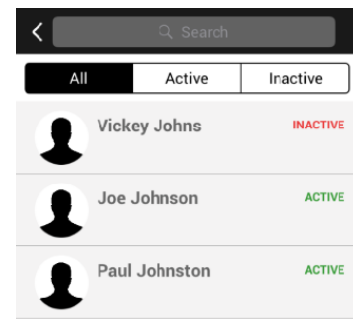 Search
All Active Inactive
Vickey Johns INACTIVE
Joe Johnson ACTIVE
Paul Johnston ACTIVE